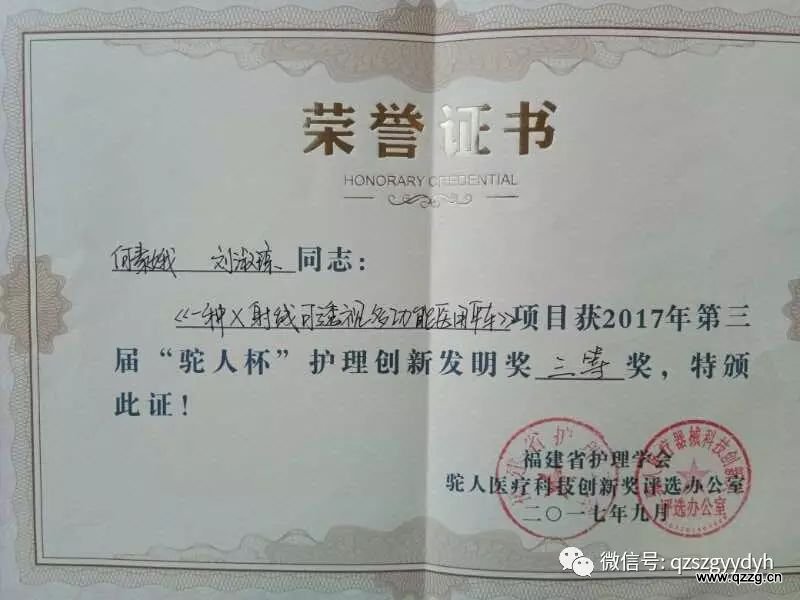 荣誉证书
HONORARY CREDENTIAL
何素娥 刘淑琼 同志：
《一种X射线可透视多功能医用平车》项目获2017年第三
届“驼人杯”护理创新发明奖 三等 奖，特颁
此证！
福建省护理学会
驼人医疗科技创新奖评选办公室
二〇一七年九月
微信号: qzszgyydyh
www.qzzg.cn